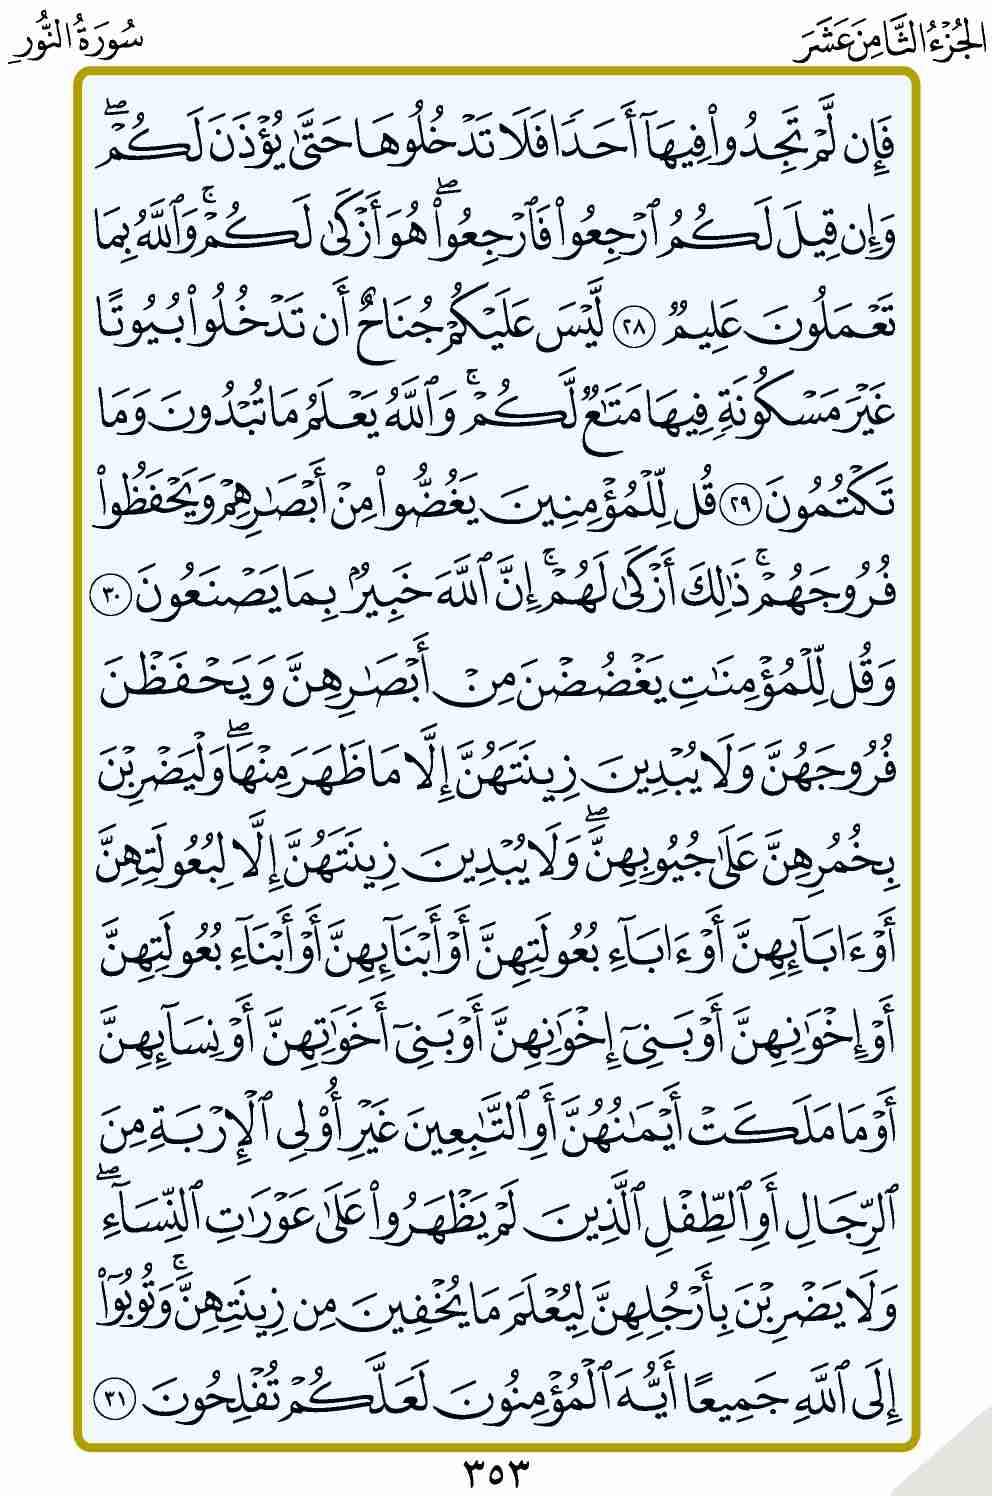 الجُزْءُ الثَّامِنَ عَشَرَ
سُورَةُ النُّورِ
فَإِن لَّمْ تَجِدُوا۟ فِيهَآ أَحَدًا فَلَا تَدْخُلُوهَا حَتَّىٰ يُؤْذَنَ لَكُمْ ۖ
وَإِن قِيلَ لَكُمُ ٱرْجِعُوا۟ فَٱرْجِعُوا۟ ۖ هُوَ أَزْكَىٰ لَكُمْ ۚ وَٱللَّهُ بِمَا
تَعْمَلُونَ عَلِيمٌ ٢٨ لَّيْسَ عَلَيْكُمْ جُنَاحٌ أَن تَدْخُلُوا۟ بُيُوتًا
غَيْرَ مَسْكُونَةٍ فِيهَا مَتَـٰعٌ لَّكُمْ ۚ وَٱللَّهُ يَعْلَمُ مَا تُبْدُونَ وَمَا
تَكْتُمُونَ ٢٩ قُل لِّلْمُؤْمِنِينَ يَغُضُّوا۟ مِنْ أَبْصَـٰرِهِمْ وَيَحْفَظُوا۟
فُرُوجَهُمْ ۚ ذَٰلِكَ أَزْكَىٰ لَهُمْ ۚ إِنَّ ٱللَّهَ خَبِيرٌۢ بِمَا يَصْنَعُونَ ٣٠
وَقُل لِّلْمُؤْمِنَـٰتِ يَغْضُضْنَ مِنْ أَبْصَـٰرِهِنَّ وَيَحْفَظْنَ
فُرُوجَهُنَّ وَلَا يُبْدِينَ زِينَتَهُنَّ إِلَّا مَا ظَهَرَ مِنْهَا ۖ وَلْيَضْرِبْنَ
بِخُمُرِهِنَّ عَلَىٰ جُيُوبِهِنَّ ۖ وَلَا يُبْدِينَ زِينَتَهُنَّ إِلَّا لِبُعُولَتِهِنَّ
أَوْ ءَابَآئِهِنَّ أَوْ ءَابَآءِ بُعُولَتِهِنَّ أَوْ أَبْنَآئِهِنَّ أَوْ أَبْنَآءِ بُعُولَتِهِنَّ
أَوْ إِخْوَٰنِهِنَّ أَوْ بَنِىٓ إِخْوَٰنِهِنَّ أَوْ بَنِىٓ أَخَوَٰتِهِنَّ أَوْ نِسَآئِهِنَّ
أَوْ مَا مَلَكَتْ أَيْمَـٰنُهُنَّ أَوِ ٱلتَّـٰبِعِينَ غَيْرِ أُو۟لِى ٱلْإِرْبَةِ مِنَ
ٱلرِّجَالِ أَوِ ٱلطِّفْلِ ٱلَّذِينَ لَمْ يَظْهَرُوا۟ عَلَىٰ عَوْرَٰتِ ٱلنِّسَآءِ ۖ
وَلَا يَضْرِبْنَ بِأَرْجُلِهِنَّ لِيُعْلَمَ مَا يُخْفِينَ مِن زِينَتِهِنَّ ۚ وَتُوبُوٓا۟
إِلَى ٱللَّهِ جَمِيعًا أَيُّهَ ٱلْمُؤْمِنُونَ لَعَلَّكُمْ تُفْلِحُونَ ٣١
٣٥٣